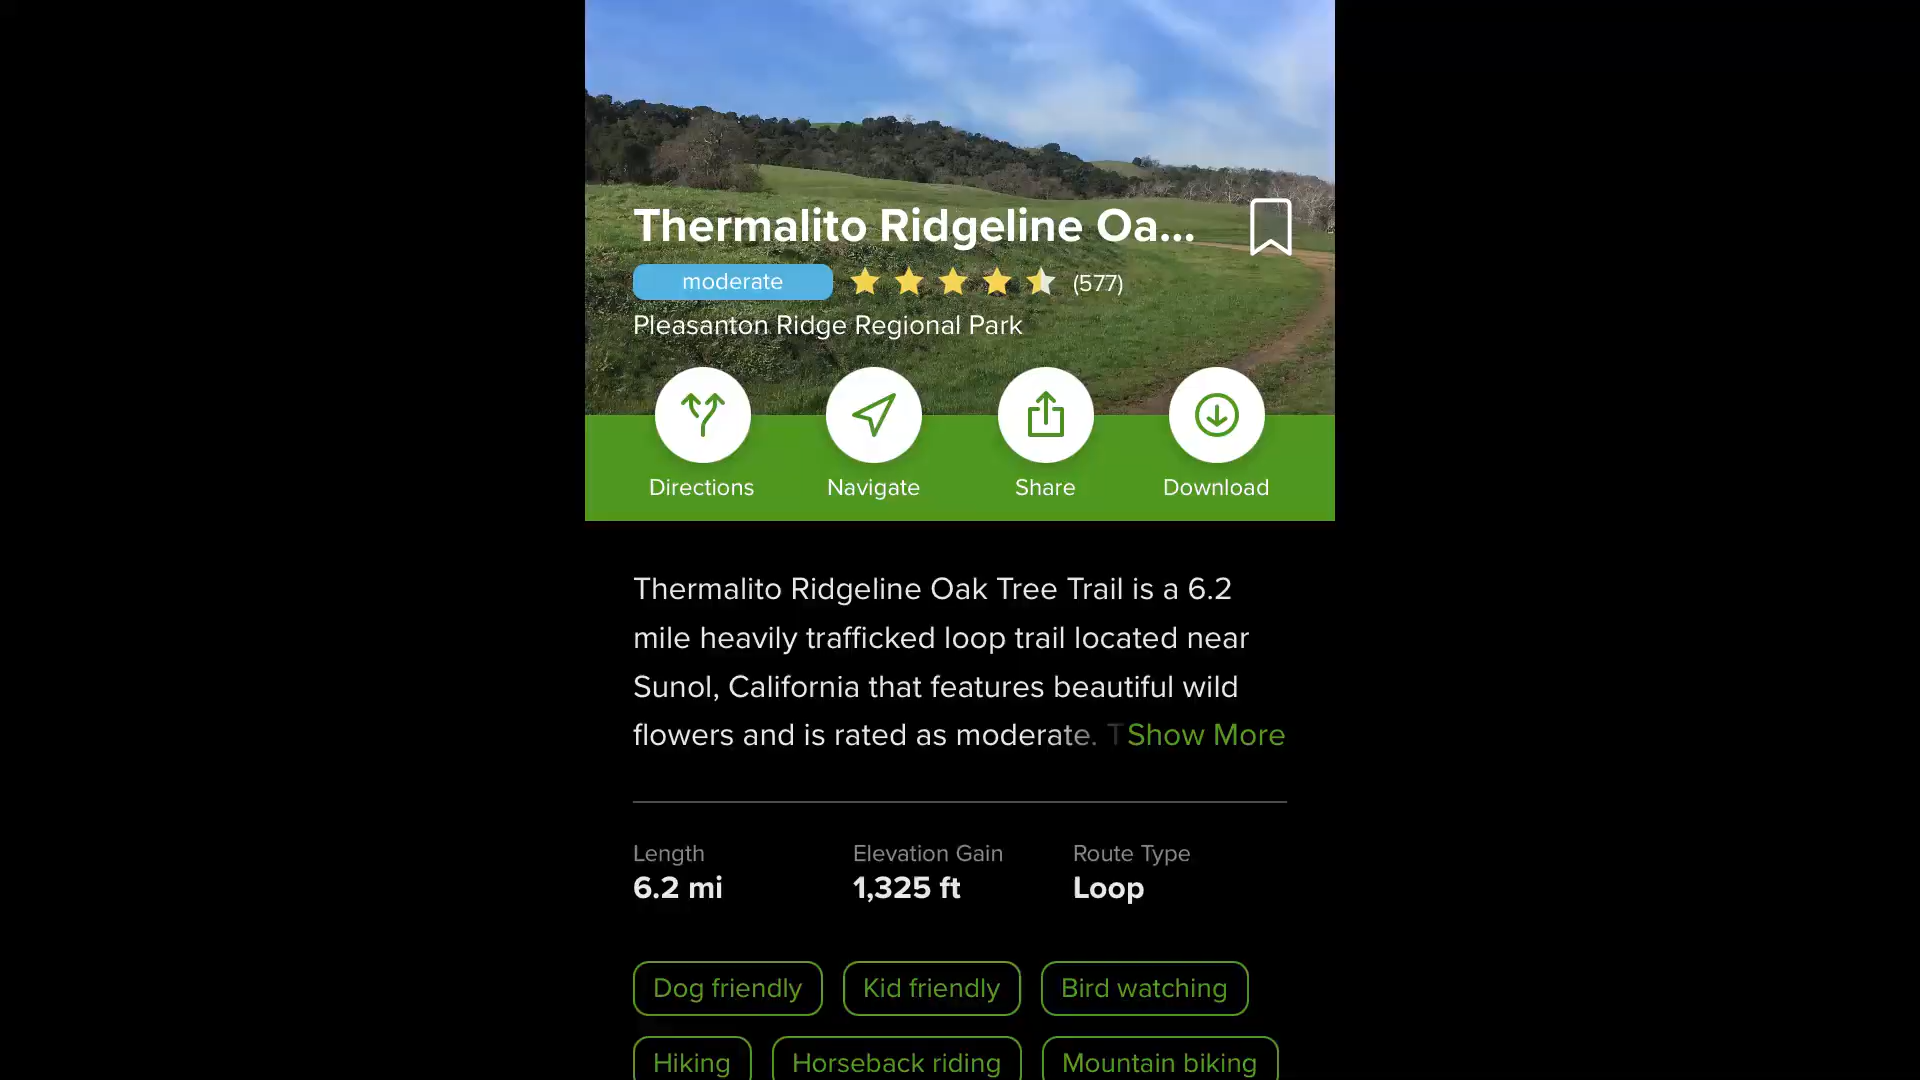 Thermalito Ridgeline Oa...
moderate
(577)
Pleasanton Ridge Regional Park
Directions
Navigate
Share
Download
Thermalito Ridgeline Oak Tree Trail is a 6.2
mile heavily trafficked loop trail located near
Sunol, California that features beautiful wild
flowers and is rated as moderate. T Show More
Length
Elevation Gain
Route Type
6.2 mi
1,325 ft
Loop
Dog friendly
Kid friendly
Bird watching
Hiking
Horseback riding
Mountain biking